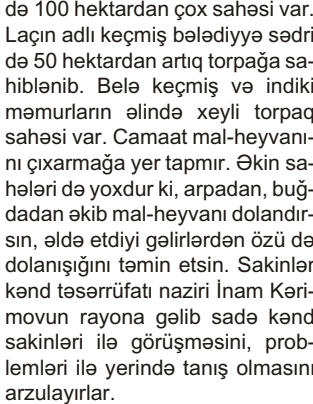 də 100 hektardan çox sahəsi var.
Laçın adlı keçmiş bələdiyyə sədri
də 50 hektardan artıq torpağa sa-
hiblənib. Belə keçmiş və indiki
məmurların əlində xeyli torpaq
sahəsi var. Camaat mal-heyvanı-
nı çıxarmağa yer tapmır. Əkin sa-
hələri də yoxdur ki, arpadan, buğ-
dadan əkib mal-heyvanı dolandır-
sın, əldə etdiyi gəlirlərdən özü də
dolanışığını təmin etsin. Sakinlər
kənd təsərrüfatı naziri İnam Kəri-
movun rayona gəlib sadə kənd
sakinləri ilə görüşməsini, prob-
lemləri ilə yerində tanış olmasını
arzulayırlar.